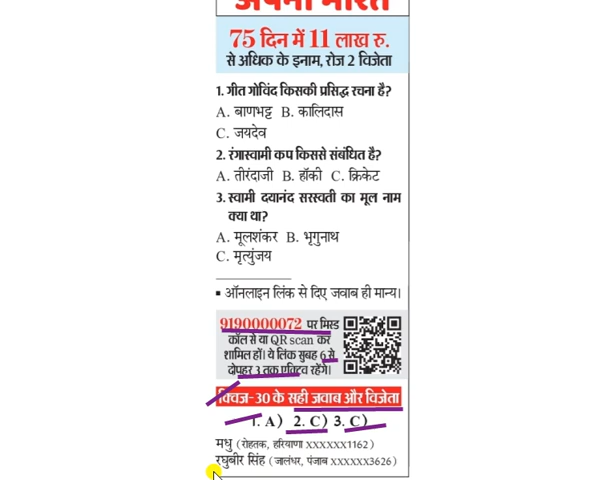 अपना भारत
75 दिन में 11 लाख रु.
से अधिक के इनाम, रोज 2 विजेता
1. गीत गोविंद किसकी प्रसिद्ध रचना है?
A. बाणभट्ट B. कालिदास
C. जयदेव
2. रंगास्वामी कप किससे संबंधित है?
A. तीरंदाजी B. हॉकी C. क्रिकेट
3. स्वामी दयानंद सरस्वती का मूल नाम
क्या था?
A. मूलशंकर B. भृगुनाथ
C. मृत्युंजय
▪ ऑनलाइन लिंक से दिए जवाब ही मान्य।
9190000072 पर मिस्ड
कॉल से या QR scan कर
शामिल हों। ये लिंक सुबह 6 से
दोपहर 3 तक एक्टिव रहेंगे।
क्विज-30 के सही जवाब और विजेता
1. A) 2. C) 3. C)
मधु (रोहतक, हरियाणा XXXXXX1162)
रघुबीर सिंह (जालंधर, पंजाब XXXXXX3626)